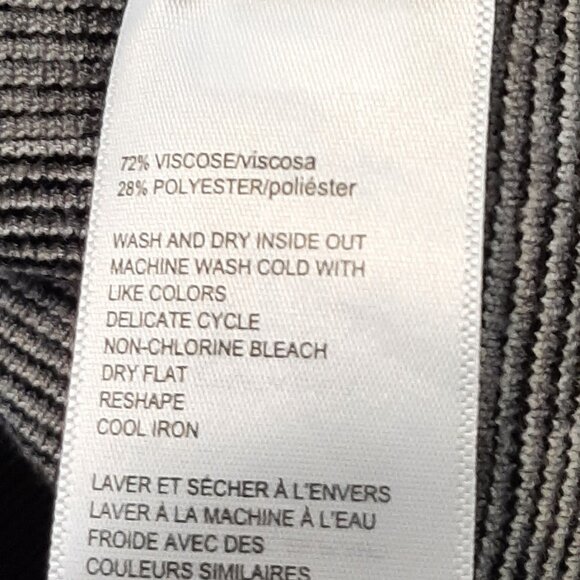 72% VISCOSE/viscosa
28% POLYESTER/poliéster
WASH AND DRY INSIDE OUT
MACHINE WASH COLD WITH
LIKE COLORS
DELICATE CYCLE
NON-CHLORINE BLEACH
DRY FLAT
RESHAPE
COOL IRON
LAVER ET SÉCHER À L'ENVERS
LAVER À LA MACHINE À L'EAU
FROIDE AVEC DES
COULEURS SIMILAIRES